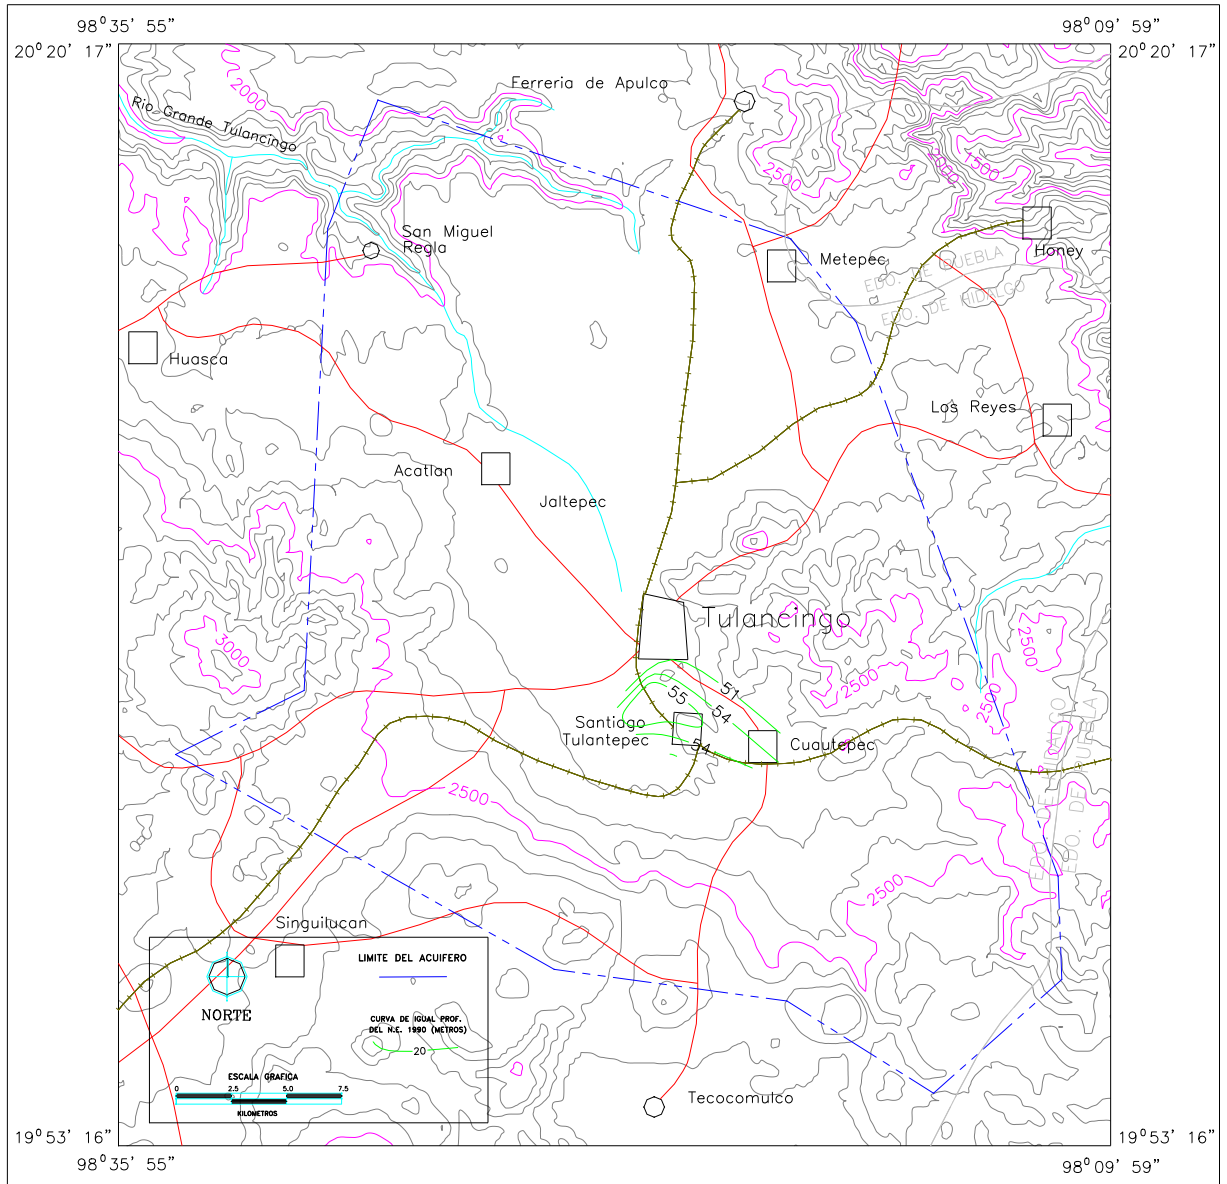 98° 35' 55"
98° 09' 59"
20° 20' 17"
20° 20' 17"
Ferreria de Apulco
2000
Rio Grande Tulancingo
2500
2000
1500
San Miguel
Regla
Metepec
Honey
EDO. DE PUEBLA
EDO. DE HIDALGO
Huasca
Los Reyes
Acatlan
Jaltepec
Tulancingo
3000
2500
2500
2500
51
55
54
Santiago
Tulantepec
54
Cuautepec
EDO. DE HIDALGO
EDO. DE PUEBLA
2500
2500
Singuilucan
LIMITE DEL ACUIFERO
NORTE
CURVA DE IGUAL PROF.
DEL N.E. 1990 (METROS)
20
ESCALA GRAFICA
0 2.5 5.0 7.5
KILOMETROS
Tecocomulco
19° 53' 16"
19° 53' 16"
98° 35' 55"
98° 09' 59"